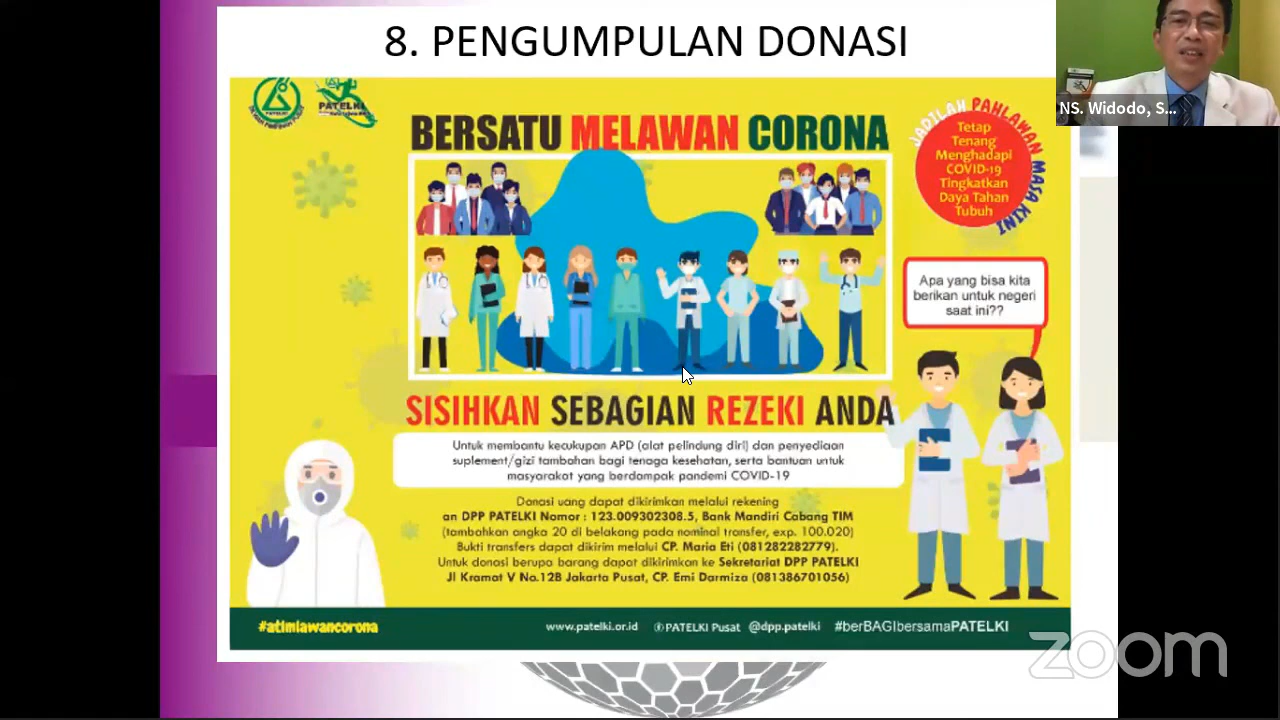 8. PENGUMPULAN DONASI
NS. Widodo, S...
PATELKI
PATELKI
BERSATU MELAWAN CORONA
JADILAH PAHLAWAN MASA KINI
Tetap
Tenang
Menghadapi
COVID-19
Tingkatkan
Daya Tahan
Tubuh
Apa yang bisa kita
berikan untuk negeri
saat ini??
SISIHKAN SEBAGIAN REZEKI ANDA
Untuk membantu kecukupan APD (alat pelindung diri) dan penyediaan
suplement/gizi tambahan bagi tenaga kesehatan, serta bantuan untuk
masyarakat yang berdampak pandemi COVID-19
Donasi uang dapat dikirimkan melalui rekening
an DPP PATELKI Nomor : 123.009302308.5, Bank Mandiri Cabang TIM
(tambahkan angka 20 di belakang pada nominal transfer, exp. 100.020)
Bukti transfers dapat dikirim melalui CP. Maria Eti (081282282779).
Untuk donasi berupa barang dapat dikirimkan ke Sekretariat DPP PATELKI
Jl Kramat V No.12B Jakarta Pusat, CP. Emi Darmiza (081386701056)
#atlmlawancorona
www.patelki.or.id PATELKI Pusat @dpp.patelki #berBAGIbersamaPATELKI
zoom